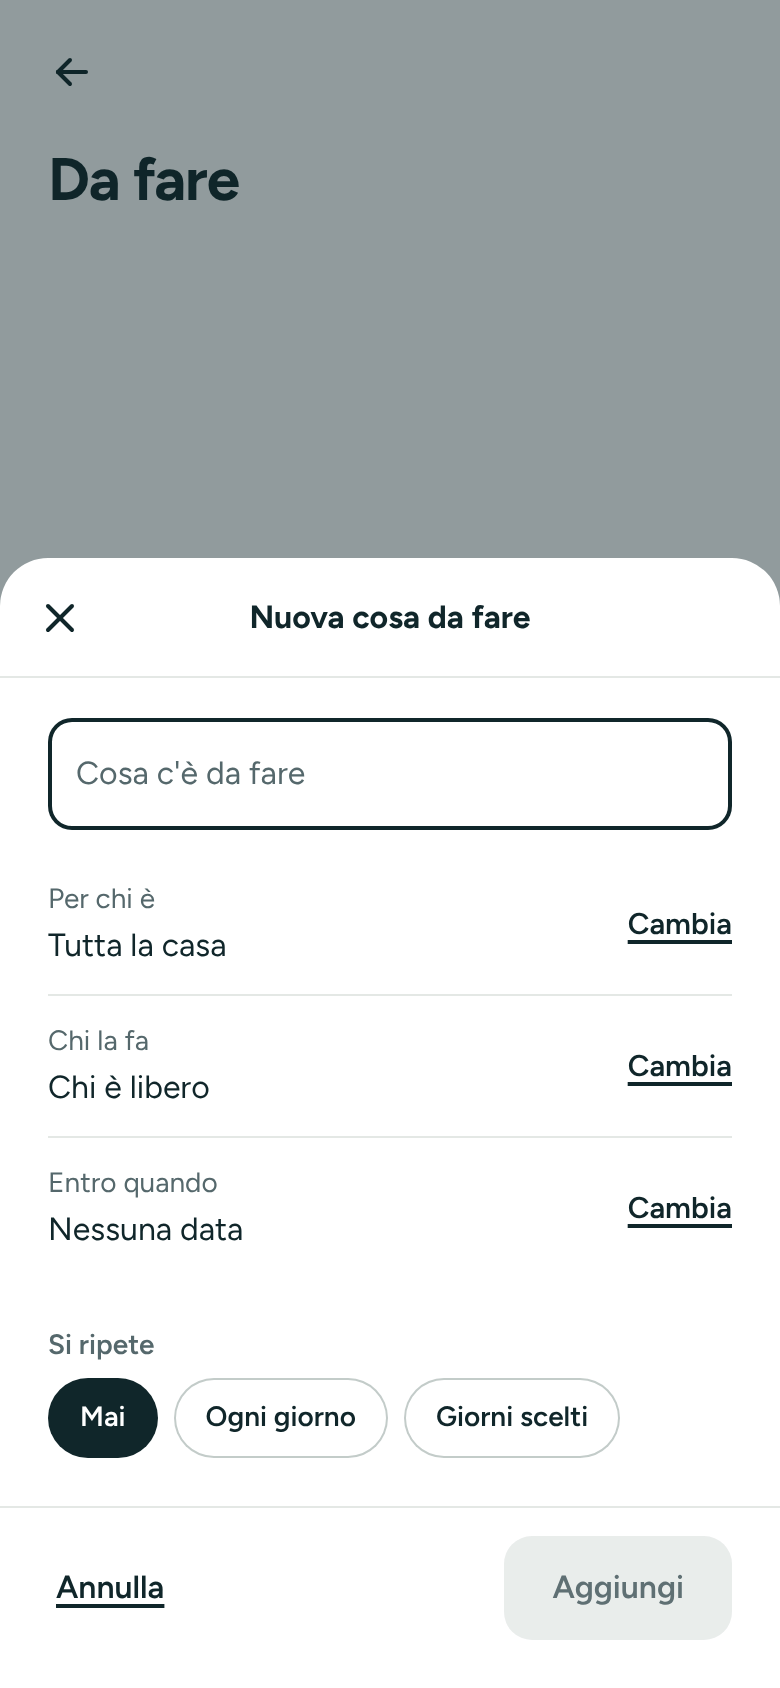 Da fare
Nuova cosa da fare
Cosa c'è da fare
Per chi è
Tutta la casa
Cambia
Chi la fa
Chi è libero
Cambia
Entro quando
Nessuna data
Cambia
Si ripete
Mai
Ogni giorno
Giorni scelti
Annulla
Aggiungi